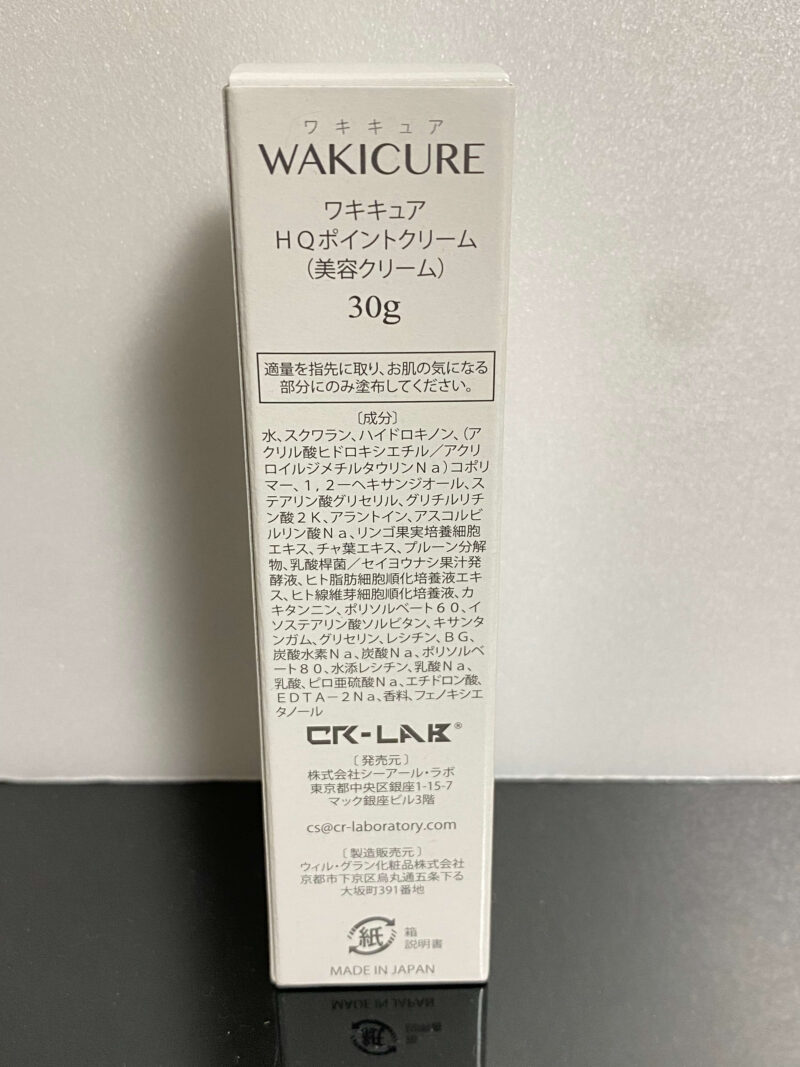 ワキキュア
WAKICURE
ワキキュア
ＨＱポイントクリーム
（美容クリーム）
30g
適量を指先に取り、お肌の気になる
部分にのみ塗布してください。
〔成分〕
水、スクワラン、ハイドロキノン、（ア
クリル酸ヒドロキシエチル／アクリ
ロイルジメチルタウリンＮａ）コポリ
マー、１，２－ヘキサンジオール、ス
テアリン酸グリセリル、グリチルリチ
ン酸２Ｋ、アラントイン、アスコルビ
ルリン酸Ｎａ、リンゴ果実培養細胞
エキス、チャ葉エキス、プルーン分解
物、乳酸桿菌／セイヨウナシ果汁発
酵液、ヒト脂肪細胞順化培養液エキ
ス、ヒト線維芽細胞順化培養液、カ
キタンニン、ポリソルベート６０、イ
ソステアリン酸ソルビタン、キサンタ
ンガム、グリセリン、レシチン、ＢＧ、
炭酸水素Ｎａ、炭酸Ｎａ、ポリソルベ
ート８０、水添レシチン、乳酸Ｎａ、
乳酸、ピロ亜硫酸Ｎａ、エチドロン酸、
ＥＤＴＡ－２Ｎａ、香料、フェノキシエ
タノール
CR-LAB®
〔発売元〕
株式会社シーアール・ラボ
東京都中央区銀座1-15-7
マック銀座ビル3階
cs@cr-laboratory.com
〔製造販売元〕
ウィル・グラン化粧品株式会社
京都市下京区烏丸通五条下る
大坂町391番地
紙
箱
説明書
MADE IN JAPAN